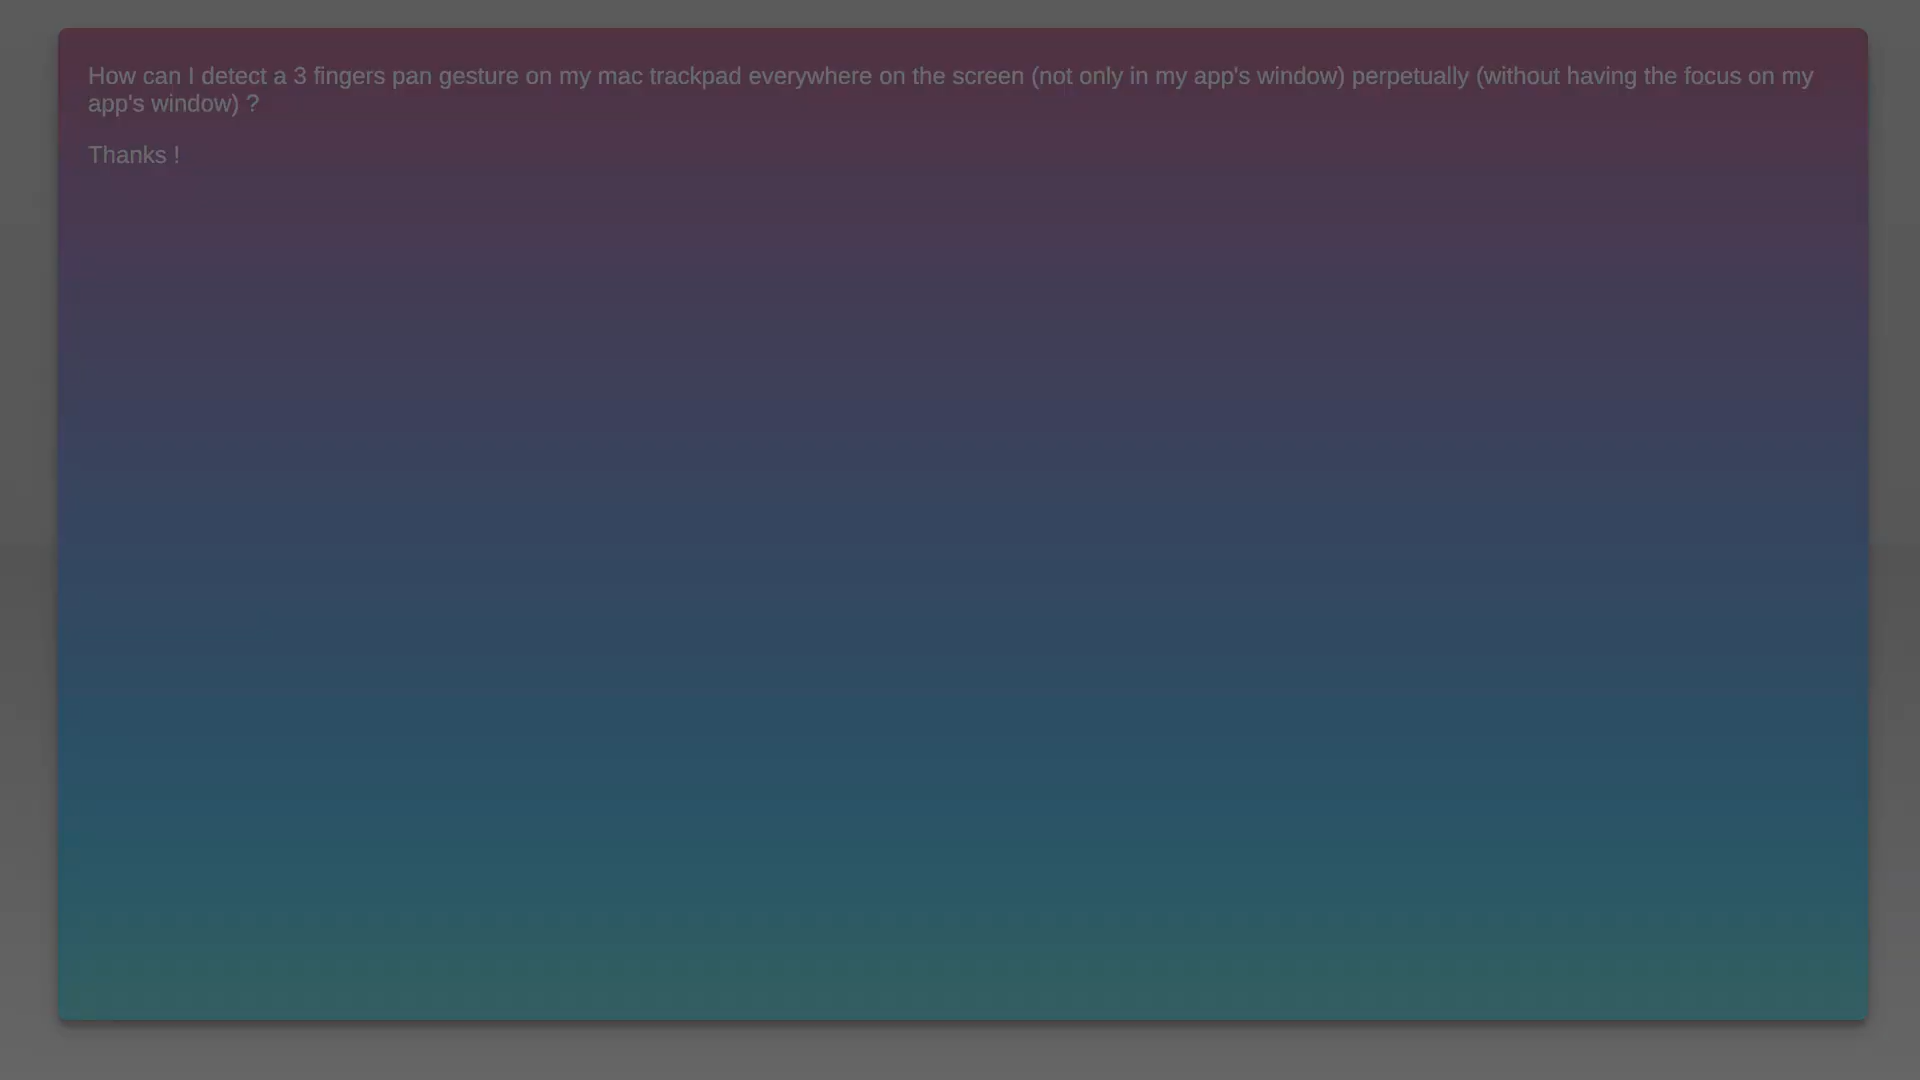 How can I detect a 3 fingers pan gesture on my mac trackpad everywhere on the screen (not only in my app's window) perpetually (without having the focus on my
app's window) ?
Thanks !